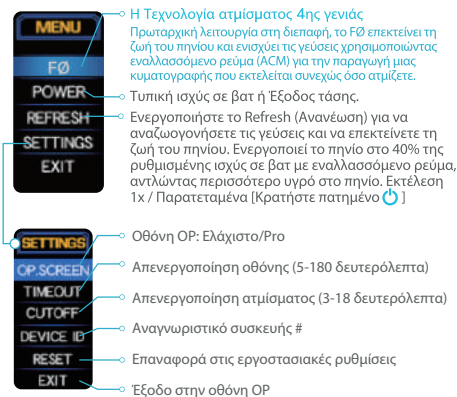 MENU
FØ
POWER
REFRESH
SETTINGS
EXIT
Η Τεχνολογία ατμίσματος 4ης γενιάς
Πρωταρχική λειτουργία στη διεπαφή, το FØ επεκτείνει τη
ζωή του πηνίου και ενισχύει τις γεύσεις χρησιμοποιώντας
εναλλασσόμενο ρεύμα (ACM) για την παραγωγή μιας
κυματογραφής που εκτελείται συνεχώς όσο ατμίζετε.
Τυπική ισχύς σε βατ ή Έξοδος τάσης.
Ενεργοποιήστε το Refresh (Ανανέωση) για να
αναζωογονήσετε τις γεύσεις και να επεκτείνετε τη
ζωή του πηνίου. Ενεργοποιεί το πηνίο στο 40% της
ρυθμισμένης ισχύς σε βατ με εναλλασσόμενο ρεύμα,
αντλώντας περισσότερο υγρό στο πηνίο. Εκτέλεση
1x / Παρατεταμένα [Κρατήστε πατημένο ]
SETTINGS
OP.SCREEN
TIMEOUT
CUTOFF
DEVICE ID
RESET
EXIT
Οθόνη OP: Ελάχιστο/Pro
Απενεργοποίηση οθόνης (5-180 δευτερόλεπτα)
Απενεργοποίηση ατμίσματος (3-18 δευτερόλεπτα)
Αναγνωριστικό συσκευής #
Επαναφορά στις εργοστασιακές ρυθμίσεις
Έξοδο στην οθόνη OP